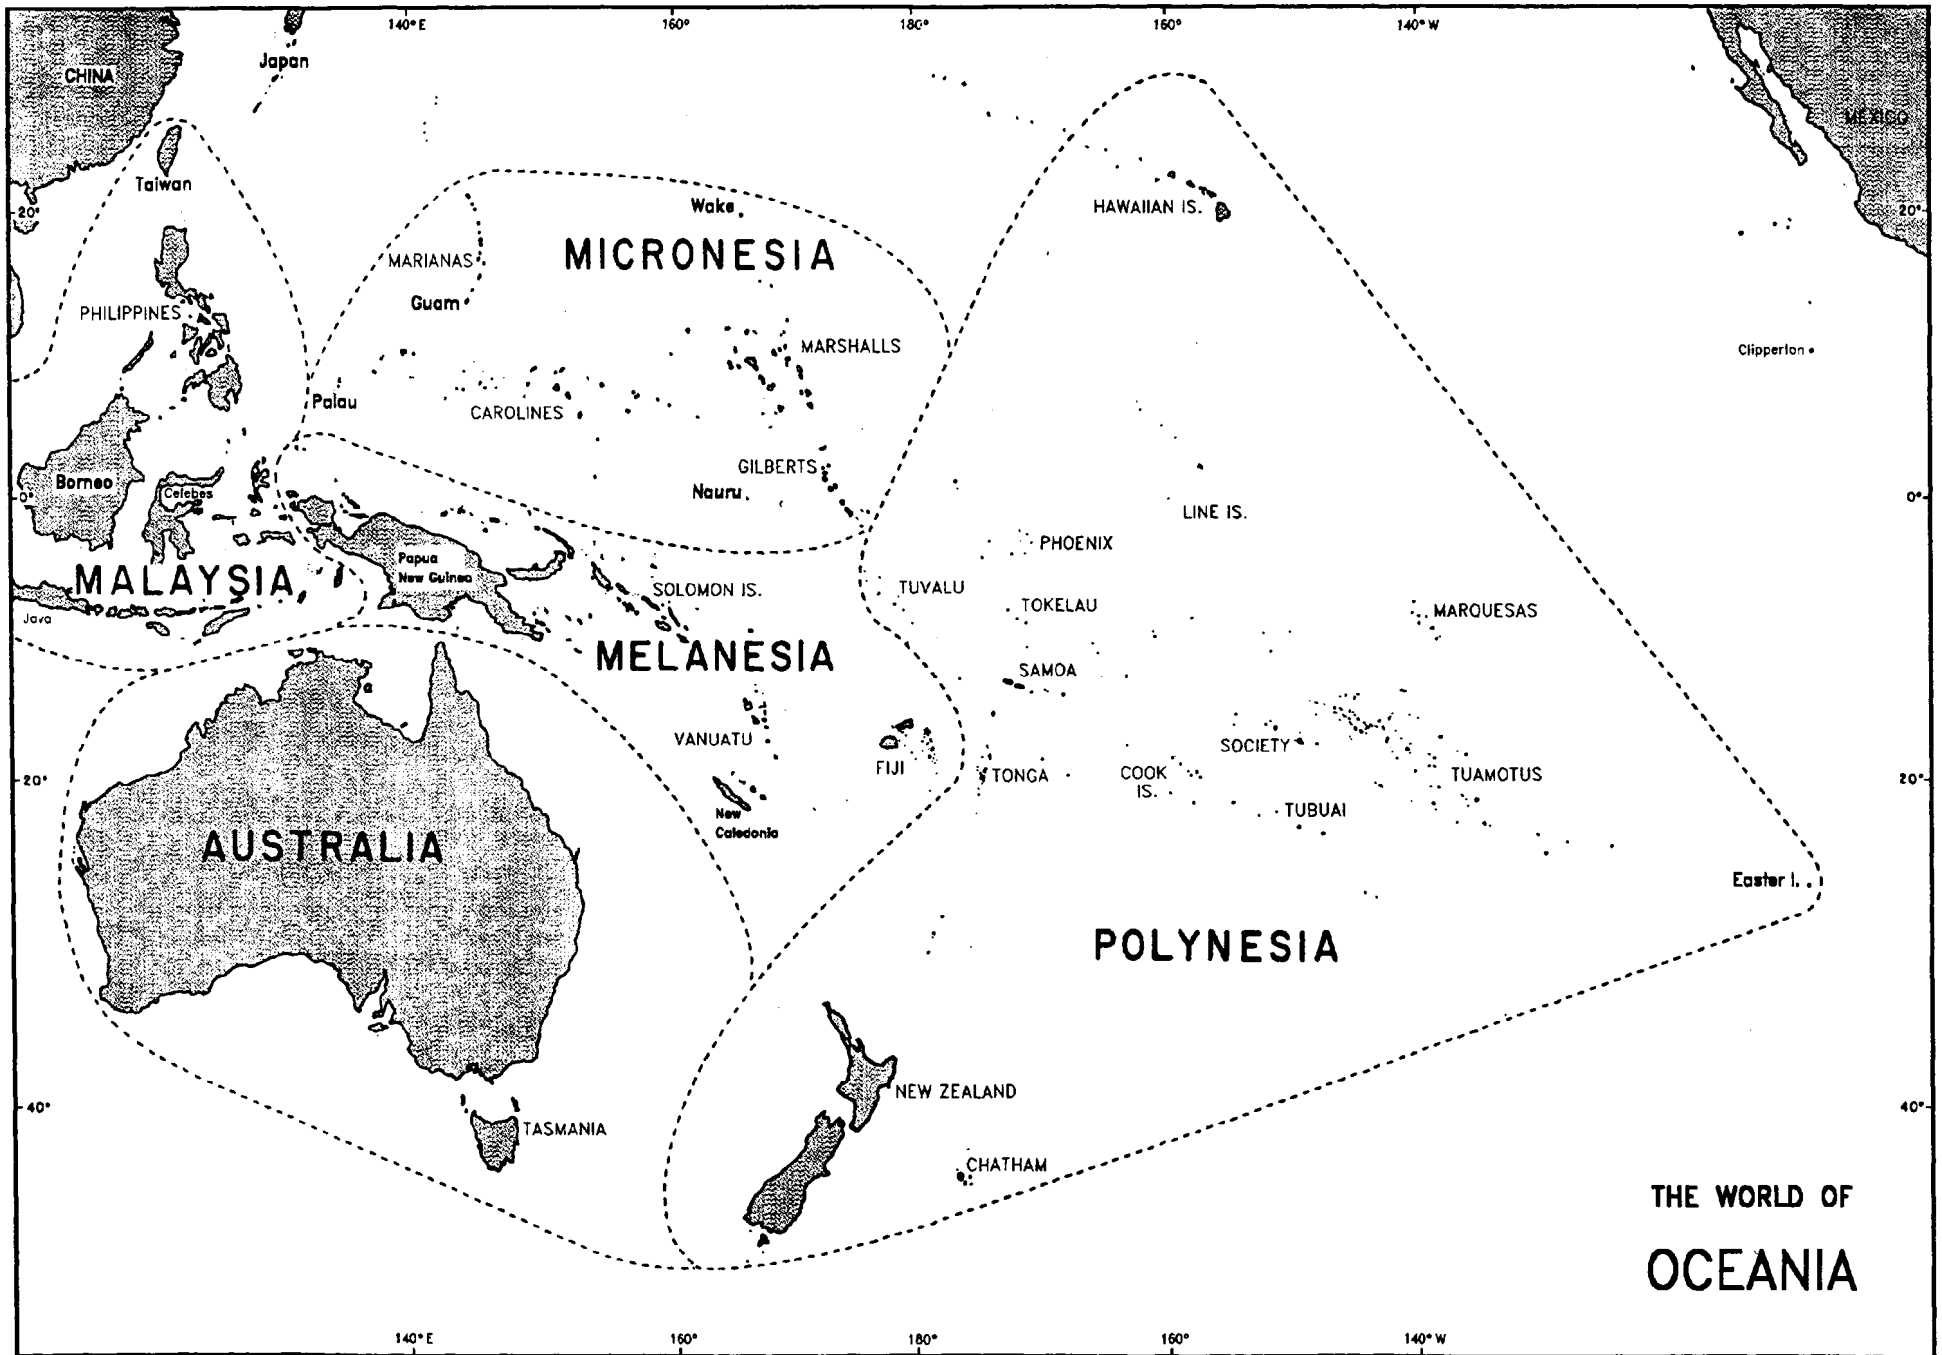 140° E
160°
180°
160°
140° W
Japan
CHINA
MEXICO
Taiwan
20°
Wake
HAWAIIAN IS.
20°
MICRONESIA
MARIANAS
Guam
PHILIPPINES
MARSHALLS
Clipperton
Palau
CAROLINES
GILBERTS
Borneo
Celebes
Nauru
0°
0°
LINE IS.
PHOENIX
Papua
New Guinea
MALAYSIA
SOLOMON IS.
TUVALU
TOKELAU
MARQUESAS
Java
MELANESIA
SAMOA
VANUATU
SOCIETY
FIJI
TONGA
COOK
IS.
TUAMOTUS
20°
20°
TUBUAI
New
Caledonia
AUSTRALIA
Easter I.
POLYNESIA
NEW ZEALAND
40°
40°
TASMANIA
CHATHAM
THE WORLD OF
OCEANIA
140° E
160°
180°
160°
140° W